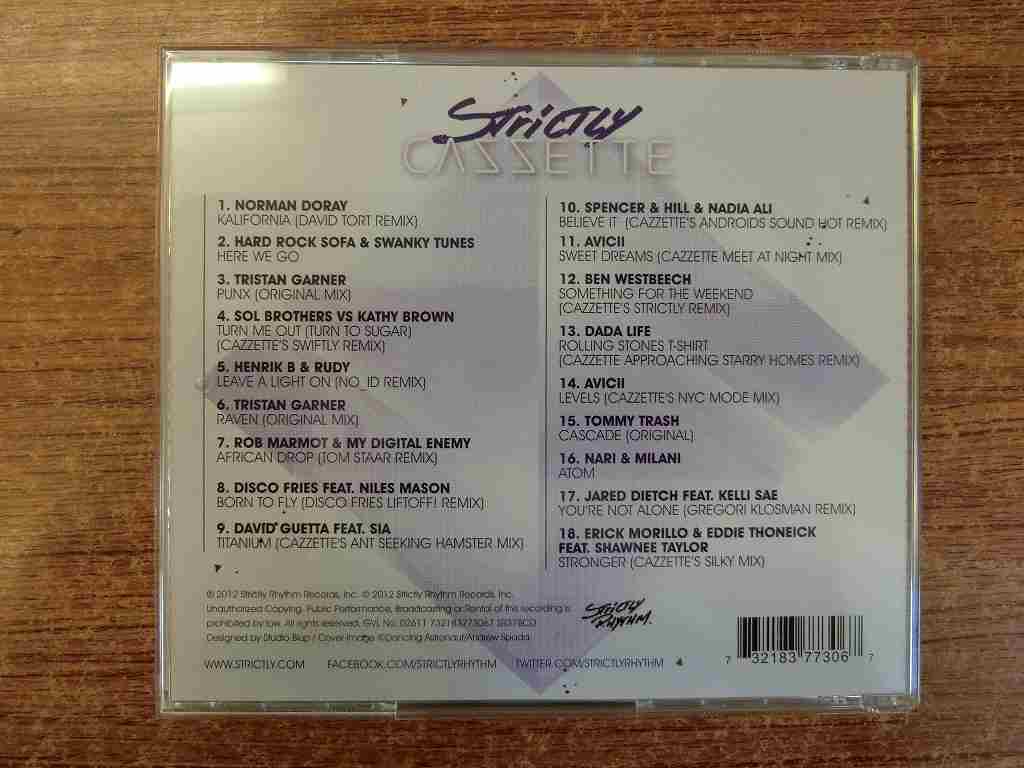 Strictly
CAZZETTE
1. NORMAN DORAY
KALIFORNIA (DAVID TORT REMIX)
2. HARD ROCK SOFA & SWANKY TUNES
HERE WE GO
3. TRISTAN GARNER
PUNX (ORIGINAL MIX)
4. SOL BROTHERS VS KATHY BROWN
TURN ME OUT (TURN TO SUGAR)
(CAZZETTE'S SWIFTLY REMIX)
5. HENRIK B & RUDY
LEAVE A LIGHT ON (NO_ID REMIX)
6. TRISTAN GARNER
RAVEN (ORIGINAL MIX)
7. ROB MARMOT & MY DIGITAL ENEMY
AFRICAN DROP (TOM STAAR REMIX)
8. DISCO FRIES FEAT. NILES MASON
BORN TO FLY (DISCO FRIES LIFTOFF! REMIX)
9. DAVID GUETTA FEAT. SIA
TITANIUM (CAZZETTE'S ANT SEEKING HAMSTER MIX)
10. SPENCER & HILL & NADIA ALI
BELIEVE IT (CAZZETTE'S ANDROIDS SOUND HOT REMIX)
11. AVICII
SWEET DREAMS (CAZZETTE MEET AT NIGHT MIX)
12. BEN WESTBEECH
SOMETHING FOR THE WEEKEND
(CAZZETTE'S STRICTLY REMIX)
13. DADA LIFE
ROLLING STONES T-SHIRT
(CAZZETTE APPROACHING STARRY HOMES REMIX)
14. AVICII
LEVELS (CAZZETTE'S NYC MODE MIX)
15. TOMMY TRASH
CASCADE (ORIGINAL)
16. NARI & MILANI
ATOM
17. JARED DIETCH FEAT. KELLI SAE
YOU'RE NOT ALONE (GREGORI KLOSMAN REMIX)
18. ERICK MORILLO & EDDIE THONEICK
FEAT. SHAWNEE TAYLOR
STRONGER (CAZZETTE'S SILKY MIX)
℗ 2012 Strictly Rhythm Records, Inc. © 2012 Strictly Rhythm Records, Inc.
Unauthorized Copying, Public Performance, Broadcasting or Rental of this recording is
prohibited by law. All rights reserved. GVL No. 02611 732183773067 SR378CD
Designed by Studio Blup / Cover Image ©Dancing Astronaut/Andrew Spada
STRICTLY RHYTHM
WWW.STRICTLY.COM FACEBOOK.COM/STRICTLYRHYTHM TWITTER.COM/STRICTLYRHYTHM
7 32183 77306 7